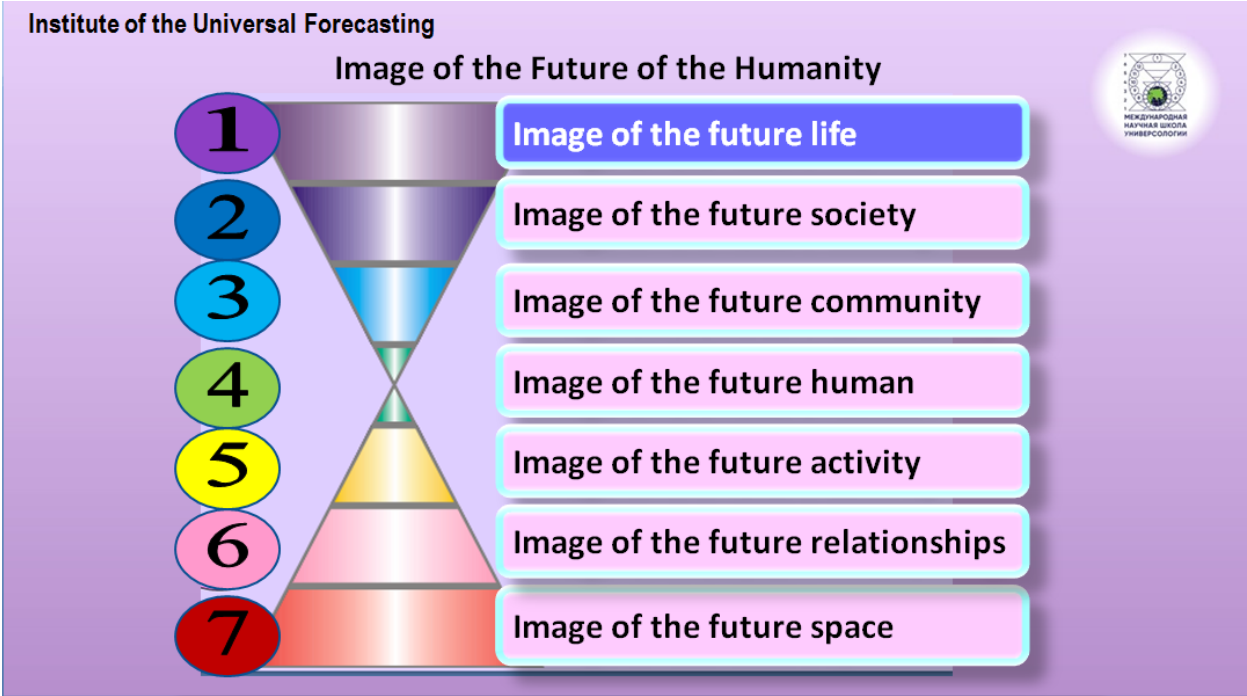 Institute of the Universal Forecasting
Image of the Future of the Humanity
1
Image of the future life
2
Image of the future society
3
Image of the future community
4
Image of the future human
5
Image of the future activity
6
Image of the future relationships
7
Image of the future space
МЕЖДУНАРОДНАЯ
НАУЧНАЯ ШКОЛА
УНИВЕРСОЛОГИИ